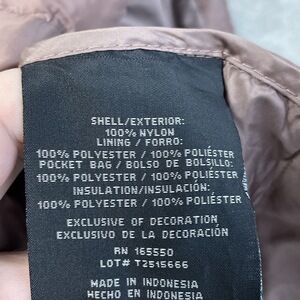 SHELL/EXTERIOR:
100% NYLON
LINING / FORRO:
100% POLYESTER / 100% POLIÉSTER
POCKET BAG / BOLSO DE BOLSILLO:
100% POLYESTER / 100% POLIÉSTER
INSULATION/INSULACIÓN:
100% POLYESTER / 100% POLIÉSTER
EXCLUSIVE OF DECORATION
EXCLUSIVO DE LA DECORACIÓN
RN 165550
LOT# T2515666
MADE IN INDONESIA
HECHO EN INDONESIA